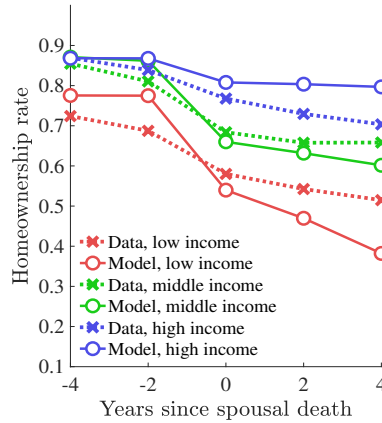 0.9
0.8
0.7
0.6
0.5
0.4
0.3
0.2
0.1
Homeownership rate
Data, low income
Model, low income
Data, middle income
Model, middle income
Data, high income
Model, high income
-4 -2 0 2 4
Years since spousal death